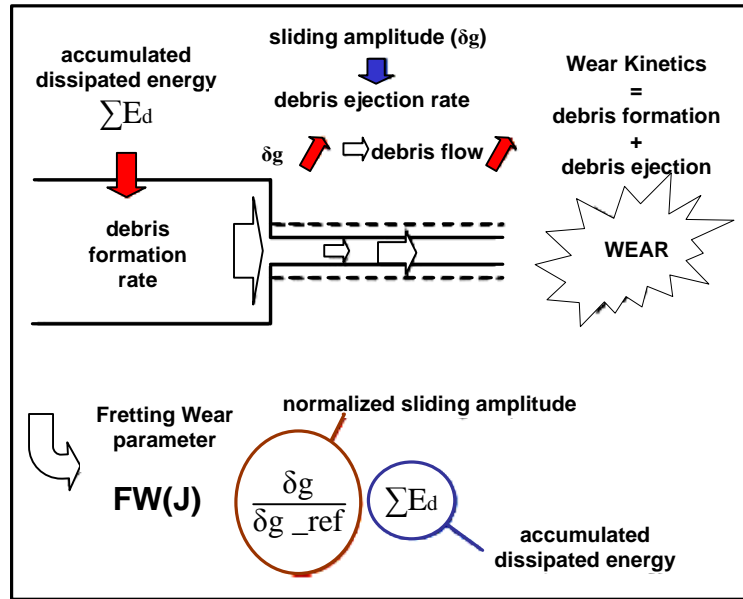 accumulated
dissipated energy
∑Ed
sliding amplitude (δg)
debris ejection rate
δg
debris flow
Wear Kinetics
=
debris formation
+
debris ejection
debris
formation
rate
WEAR
Fretting Wear
parameter
FW(J)
normalized sliding amplitude
δg
δg _ref
∑Ed
accumulated
dissipated energy